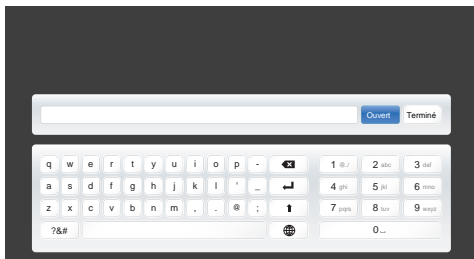 Ouvert Terminé
q w e r t y u i o p - 1 @./ 2 abc 3 def
a s d f g h j k l ' _ 4 ghi 5 jkl 6 mno
z x c v b n m , . @ ; 7 pqrs 8 tuv 9 wxyz
?&# 0